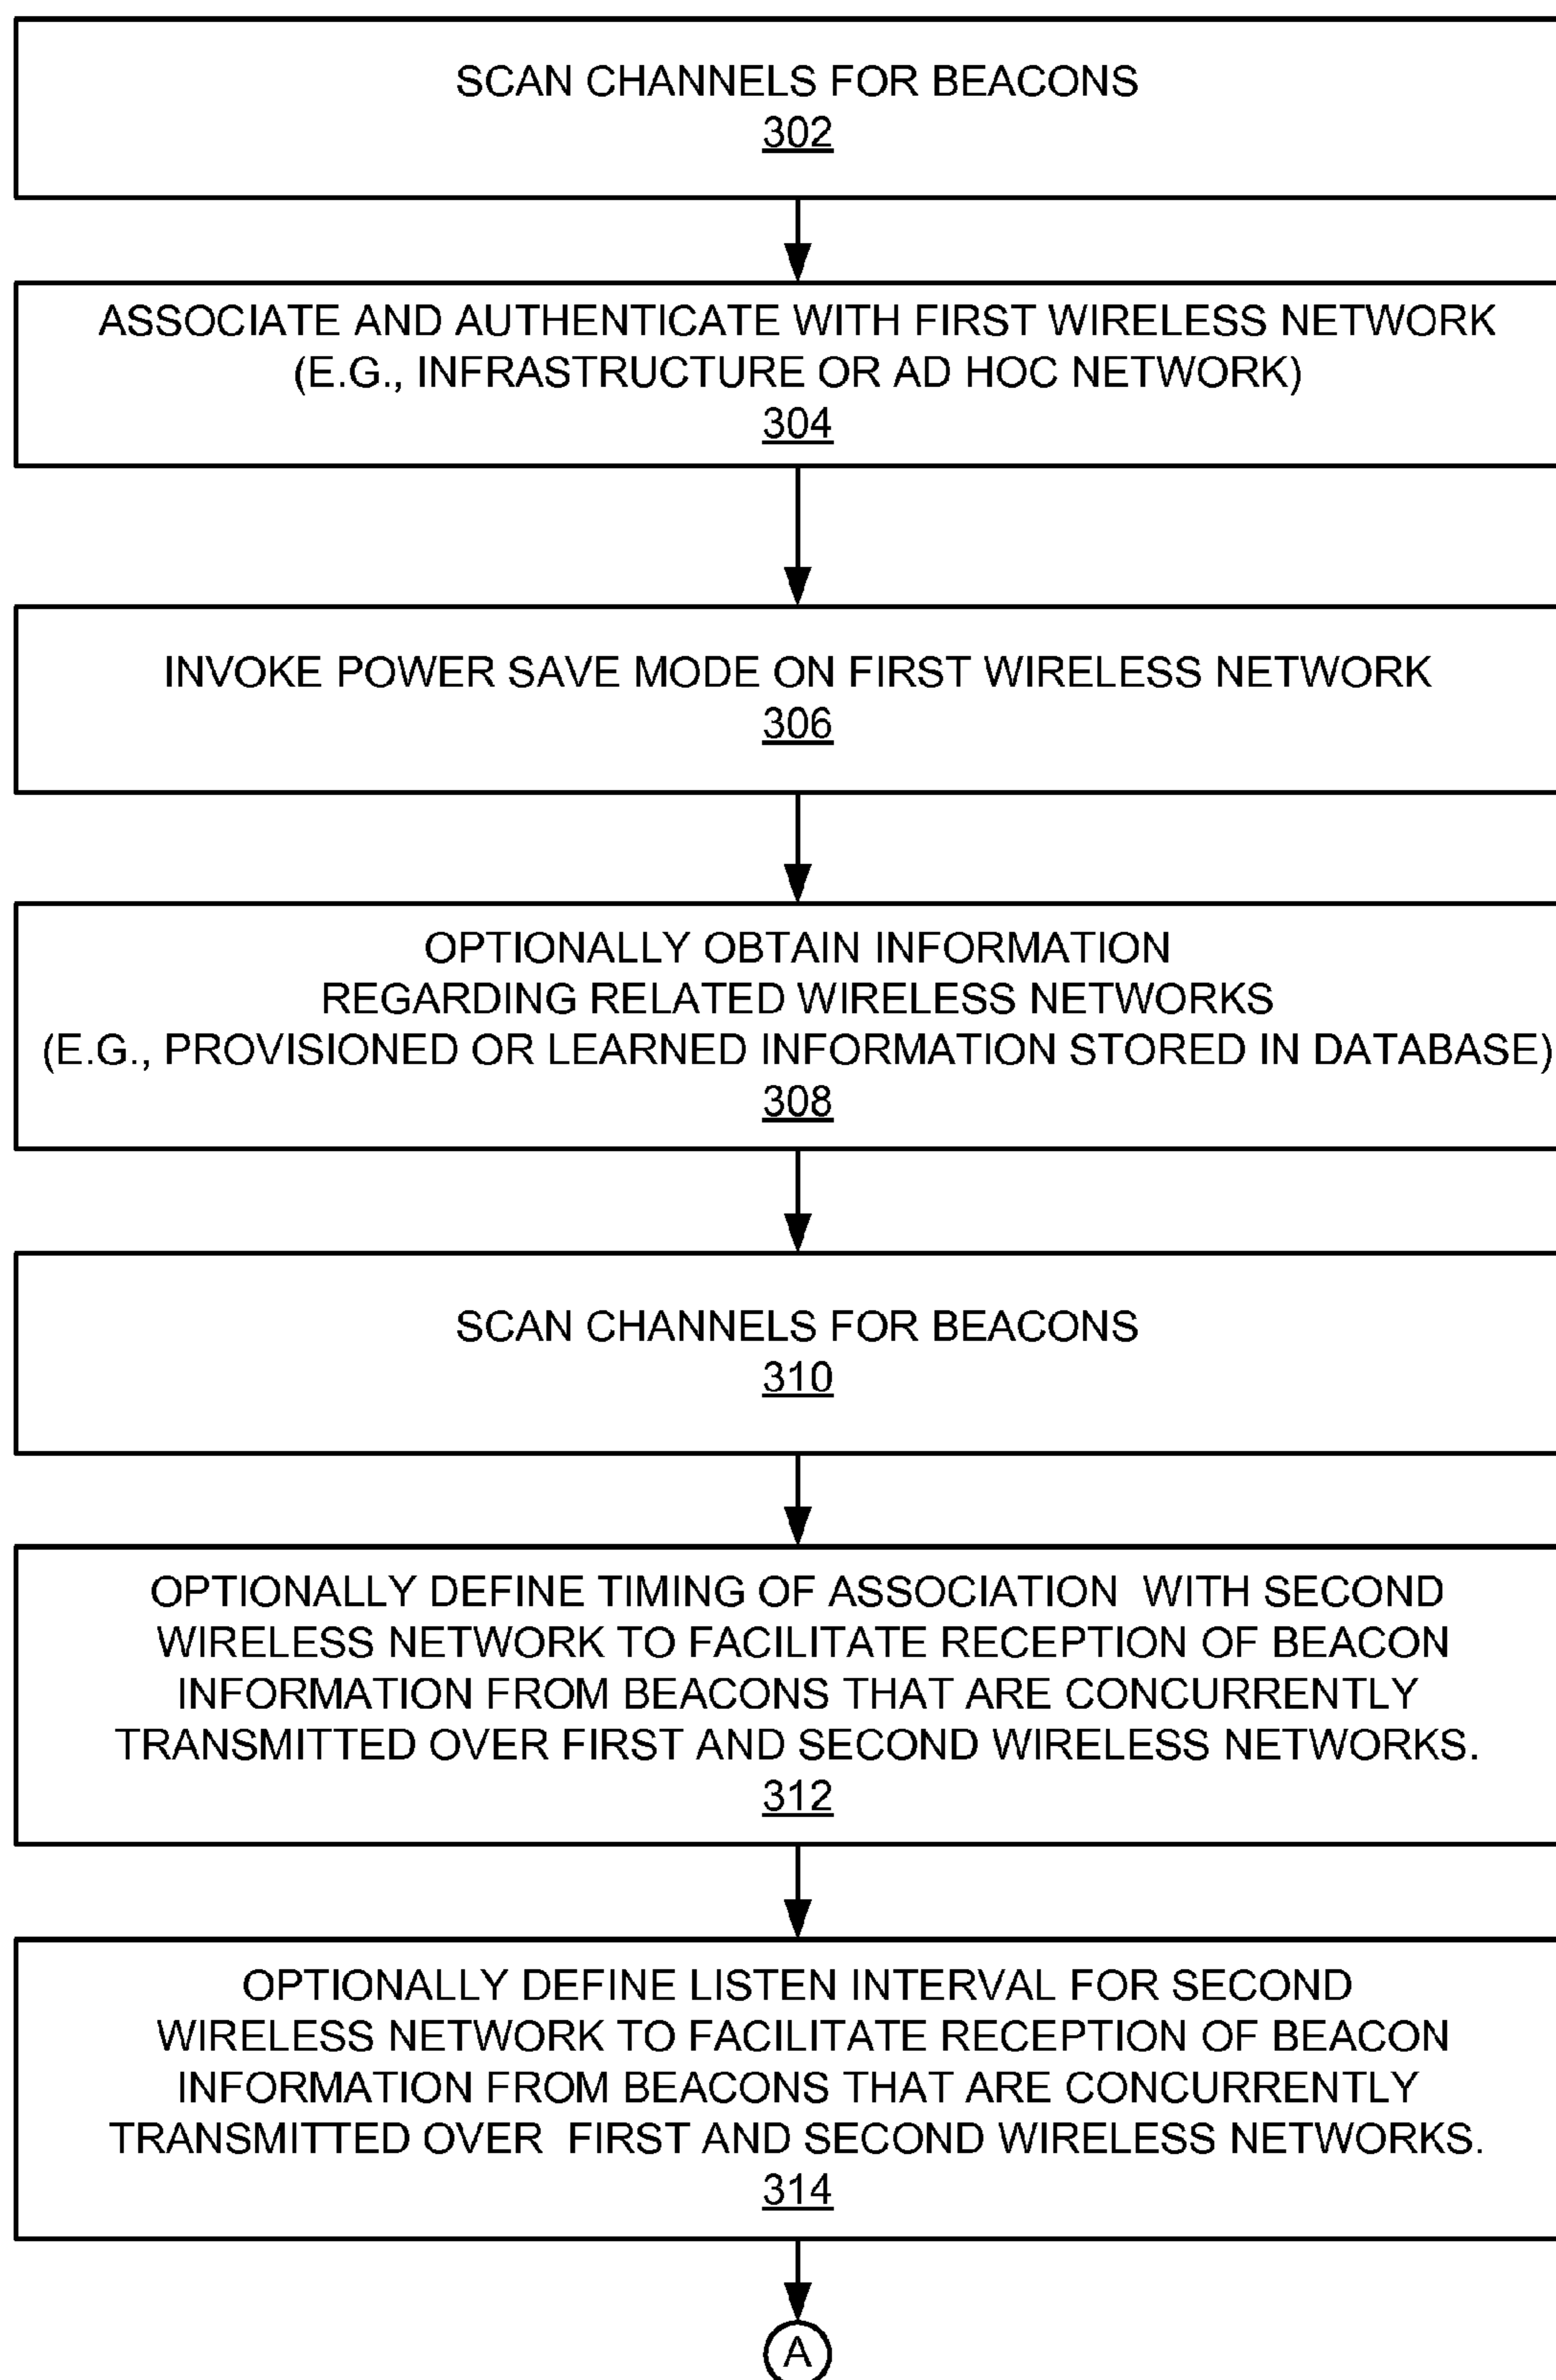 SCAN CHANNELS FOR BEACONS
302
ASSOCIATE AND AUTHENTICATE WITH FIRST WIRELESS NETWORK
(E.G., INFRASTRUCTURE OR AD HOC NETWORK)
304
INVOKE POWER SAVE MODE ON FIRST WIRELESS NETWORK
306
OPTIONALLY OBTAIN INFORMATION
REGARDING RELATED WIRELESS NETWORKS
(E.G., PROVISIONED OR LEARNED INFORMATION STORED IN DATABASE)
308
SCAN CHANNELS FOR BEACONS
310
OPTIONALLY DEFINE TIMING OF ASSOCIATION WITH SECOND
WIRELESS NETWORK TO FACILITATE RECEPTION OF BEACON
INFORMATION FROM BEACONS THAT ARE CONCURRENTLY
TRANSMITTED OVER FIRST AND SECOND WIRELESS NETWORKS.
312
OPTIONALLY DEFINE LISTEN INTERVAL FOR SECOND
WIRELESS NETWORK TO FACILITATE RECEPTION OF BEACON
INFORMATION FROM BEACONS THAT ARE CONCURRENTLY
TRANSMITTED OVER FIRST AND SECOND WIRELESS NETWORKS.
314
A